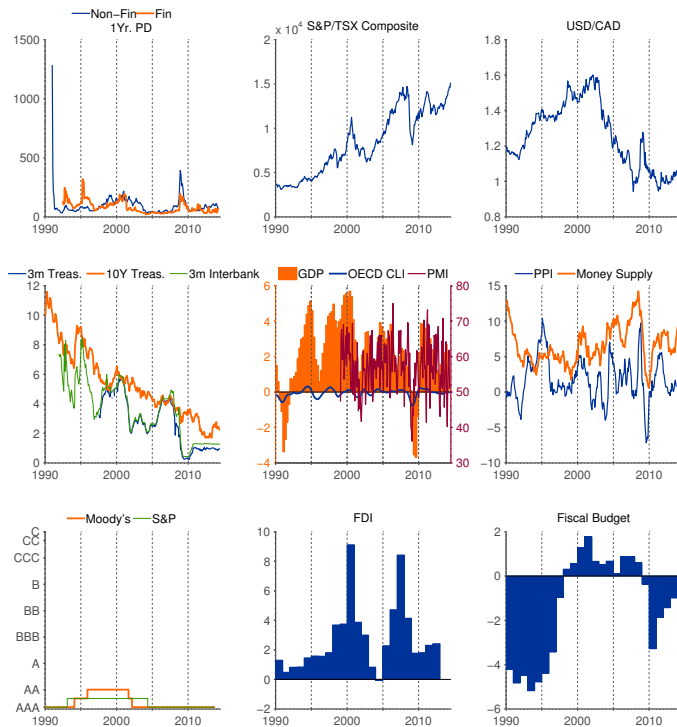 Non-Fin Fin
1Yr. PD
1500
1000
500
0
1990 2000 2010
S&P/TSX Composite
x 10^4
2
1.5
1
0.5
0
1990 2000 2010
USD/CAD
1.8
1.6
1.4
1.2
1
0.8
1990 2000 2010
3m Treas. 10Y Treas. 3m Interbank
12
10
8
6
4
2
0
1990 2000 2010
GDP OECD CLI PMI
6 80
4 70
2 60
0 50
−2 40
−4 30
1990 2000 2010
PPI Money Supply
15
10
5
0
−5
−10
1990 2000 2010
Moody's S&P
C
CC
CCC
B
BB
BBB
A
AA
AAA
1990 2000 2010
FDI
10
8
6
4
2
0
−2
1990 2000 2010
Fiscal Budget
2
0
−2
−4
−6
1990 2000 2010